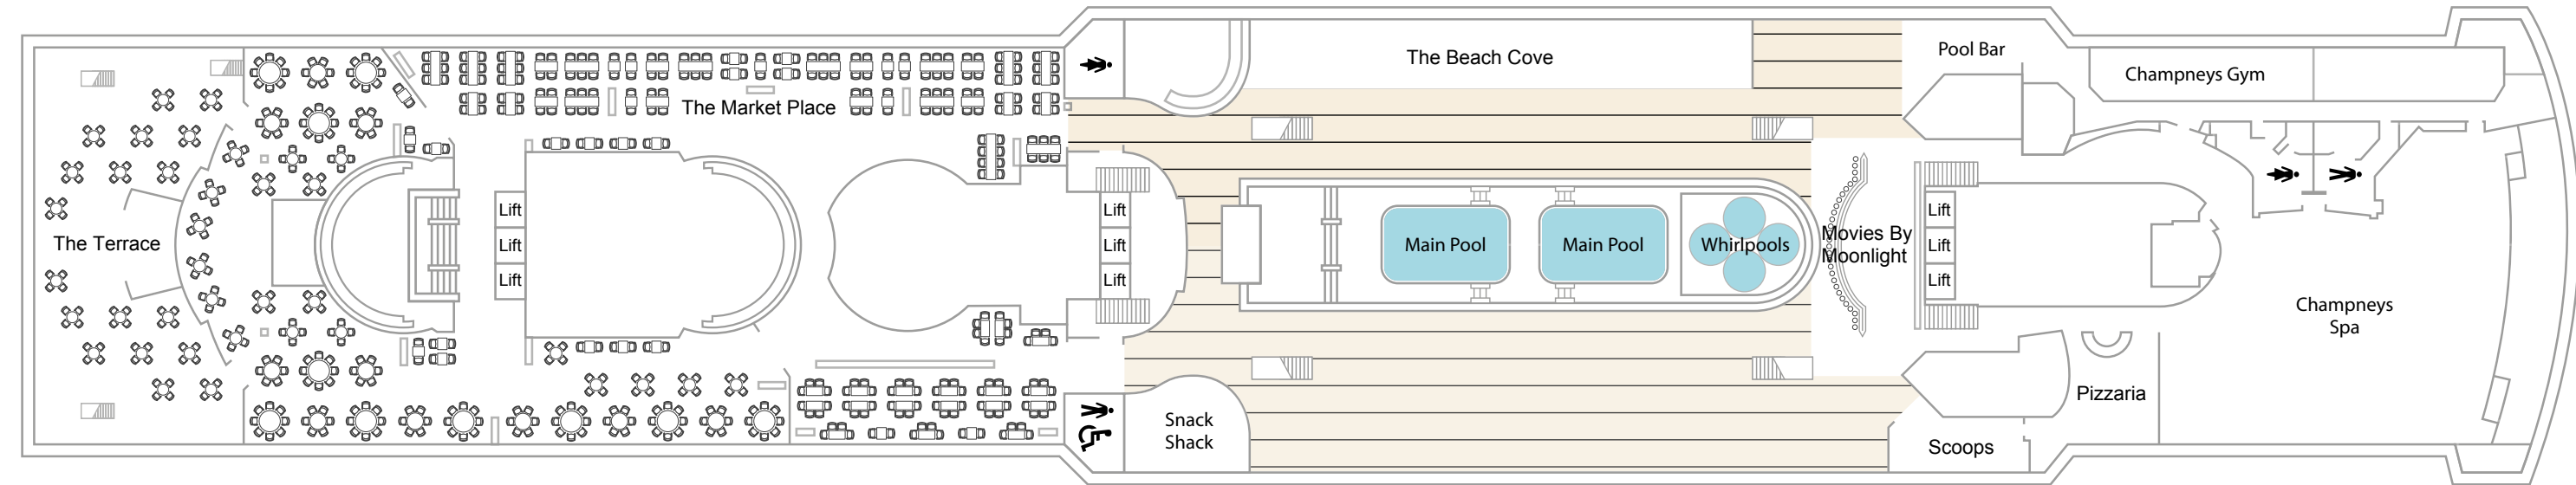 The Beach Cove
Pool Bar
Champneys Gym
The Market Place
The Terrace
Lift
Lift
Lift
Lift
Lift
Lift
Main Pool
Main Pool
Whirlpools
Movies By
Moonlight
Lift
Lift
Lift
Champneys
Spa
Pizzaria
Snack
Shack
Scoops